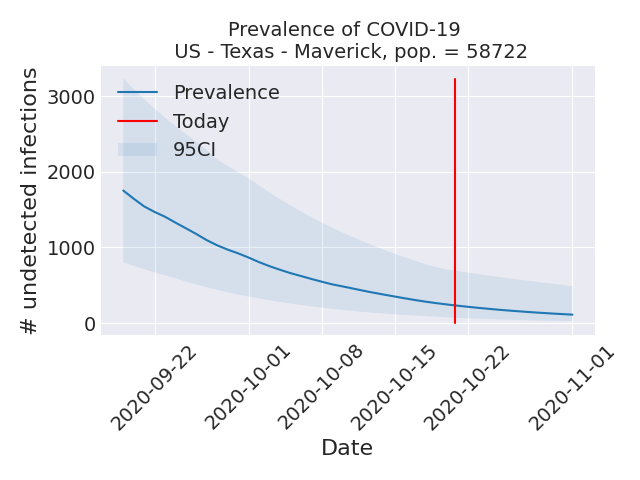 Prevalence of COVID-19
US - Texas - Maverick, pop. = 58722
# undetected infections
3000
2000
1000
0
Prevalence
Today
95CI
2020-09-22
2020-10-01
2020-10-08
2020-10-15
2020-10-22
2020-11-01
Date